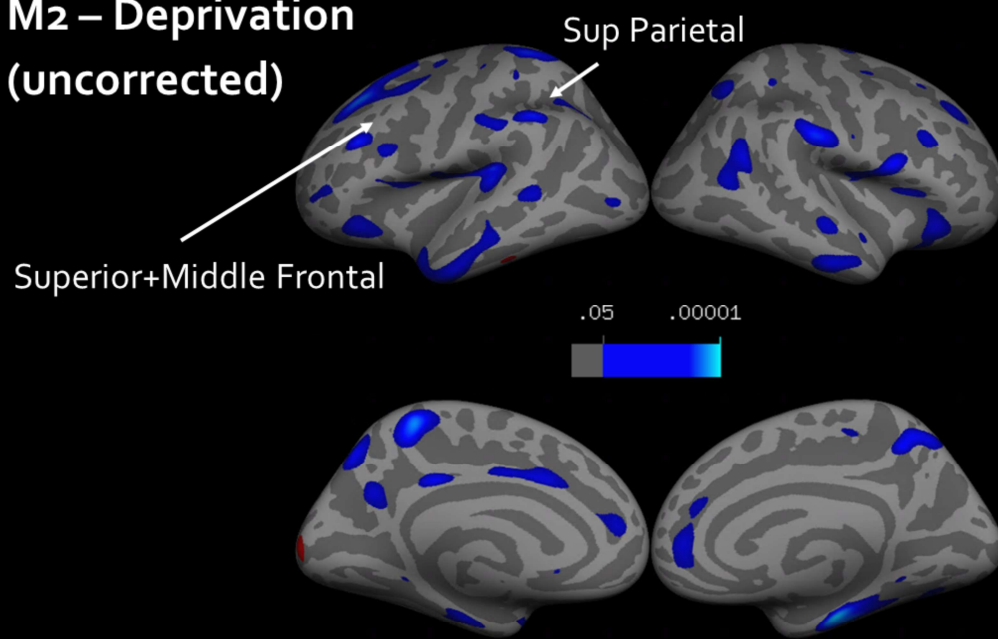 M2 – Deprivation
(uncorrected)
Sup Parietal
Superior+Middle Frontal
.05 .00001